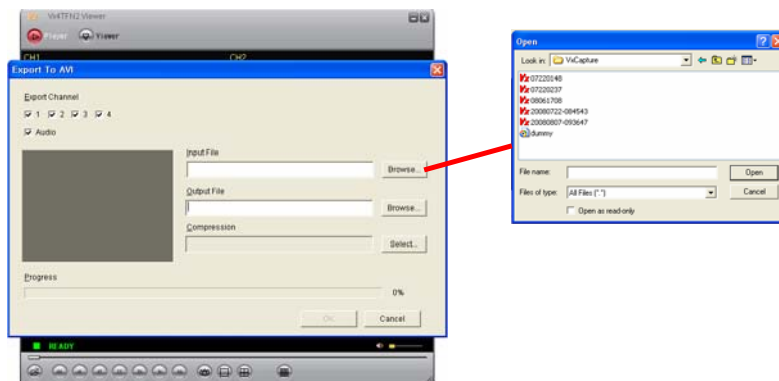 Vx4TFN2 Viewer
Player Viewer
CH1 CH2
Export To AVI
Export Channel
1 2 3 4
Audio
Input File
Browse...
Output File
Browse...
Compression
Select...
Progress
0%
OK Cancel
READY
Open
Look in: VxCapture
07220148
07220237
08061708
20080722-084543
20080807-093647
dummy
File name: Open
Files of type: All Files (*.*) Cancel
Open as read-only